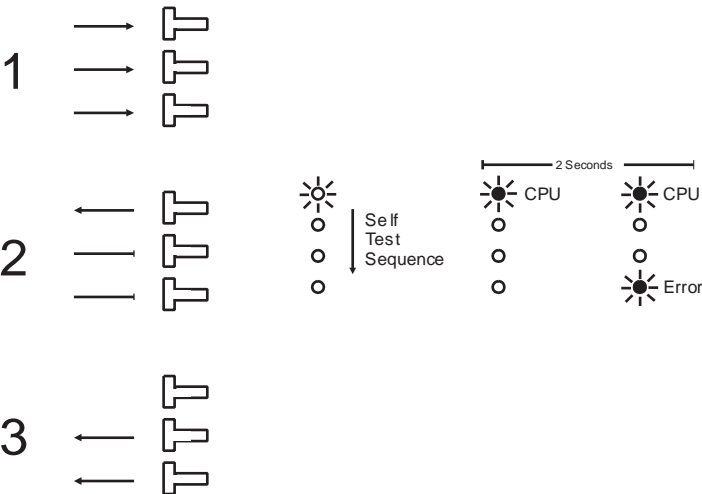 1
2 Seconds
CPU
CPU
Self
Test
Sequence
2
Error
3